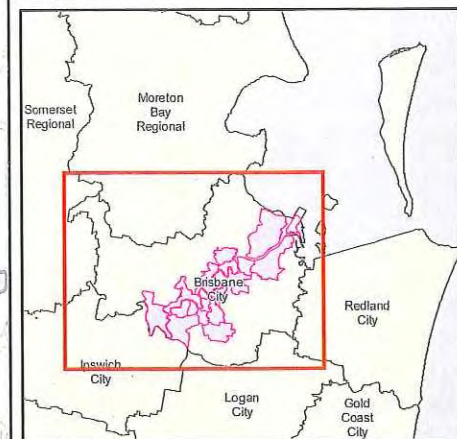 Somerset
Regional
Moreton
Bay
Regional
Brisbane
City
Redland
City
Ipswich
City
Logan
City
Gold
Coast
City